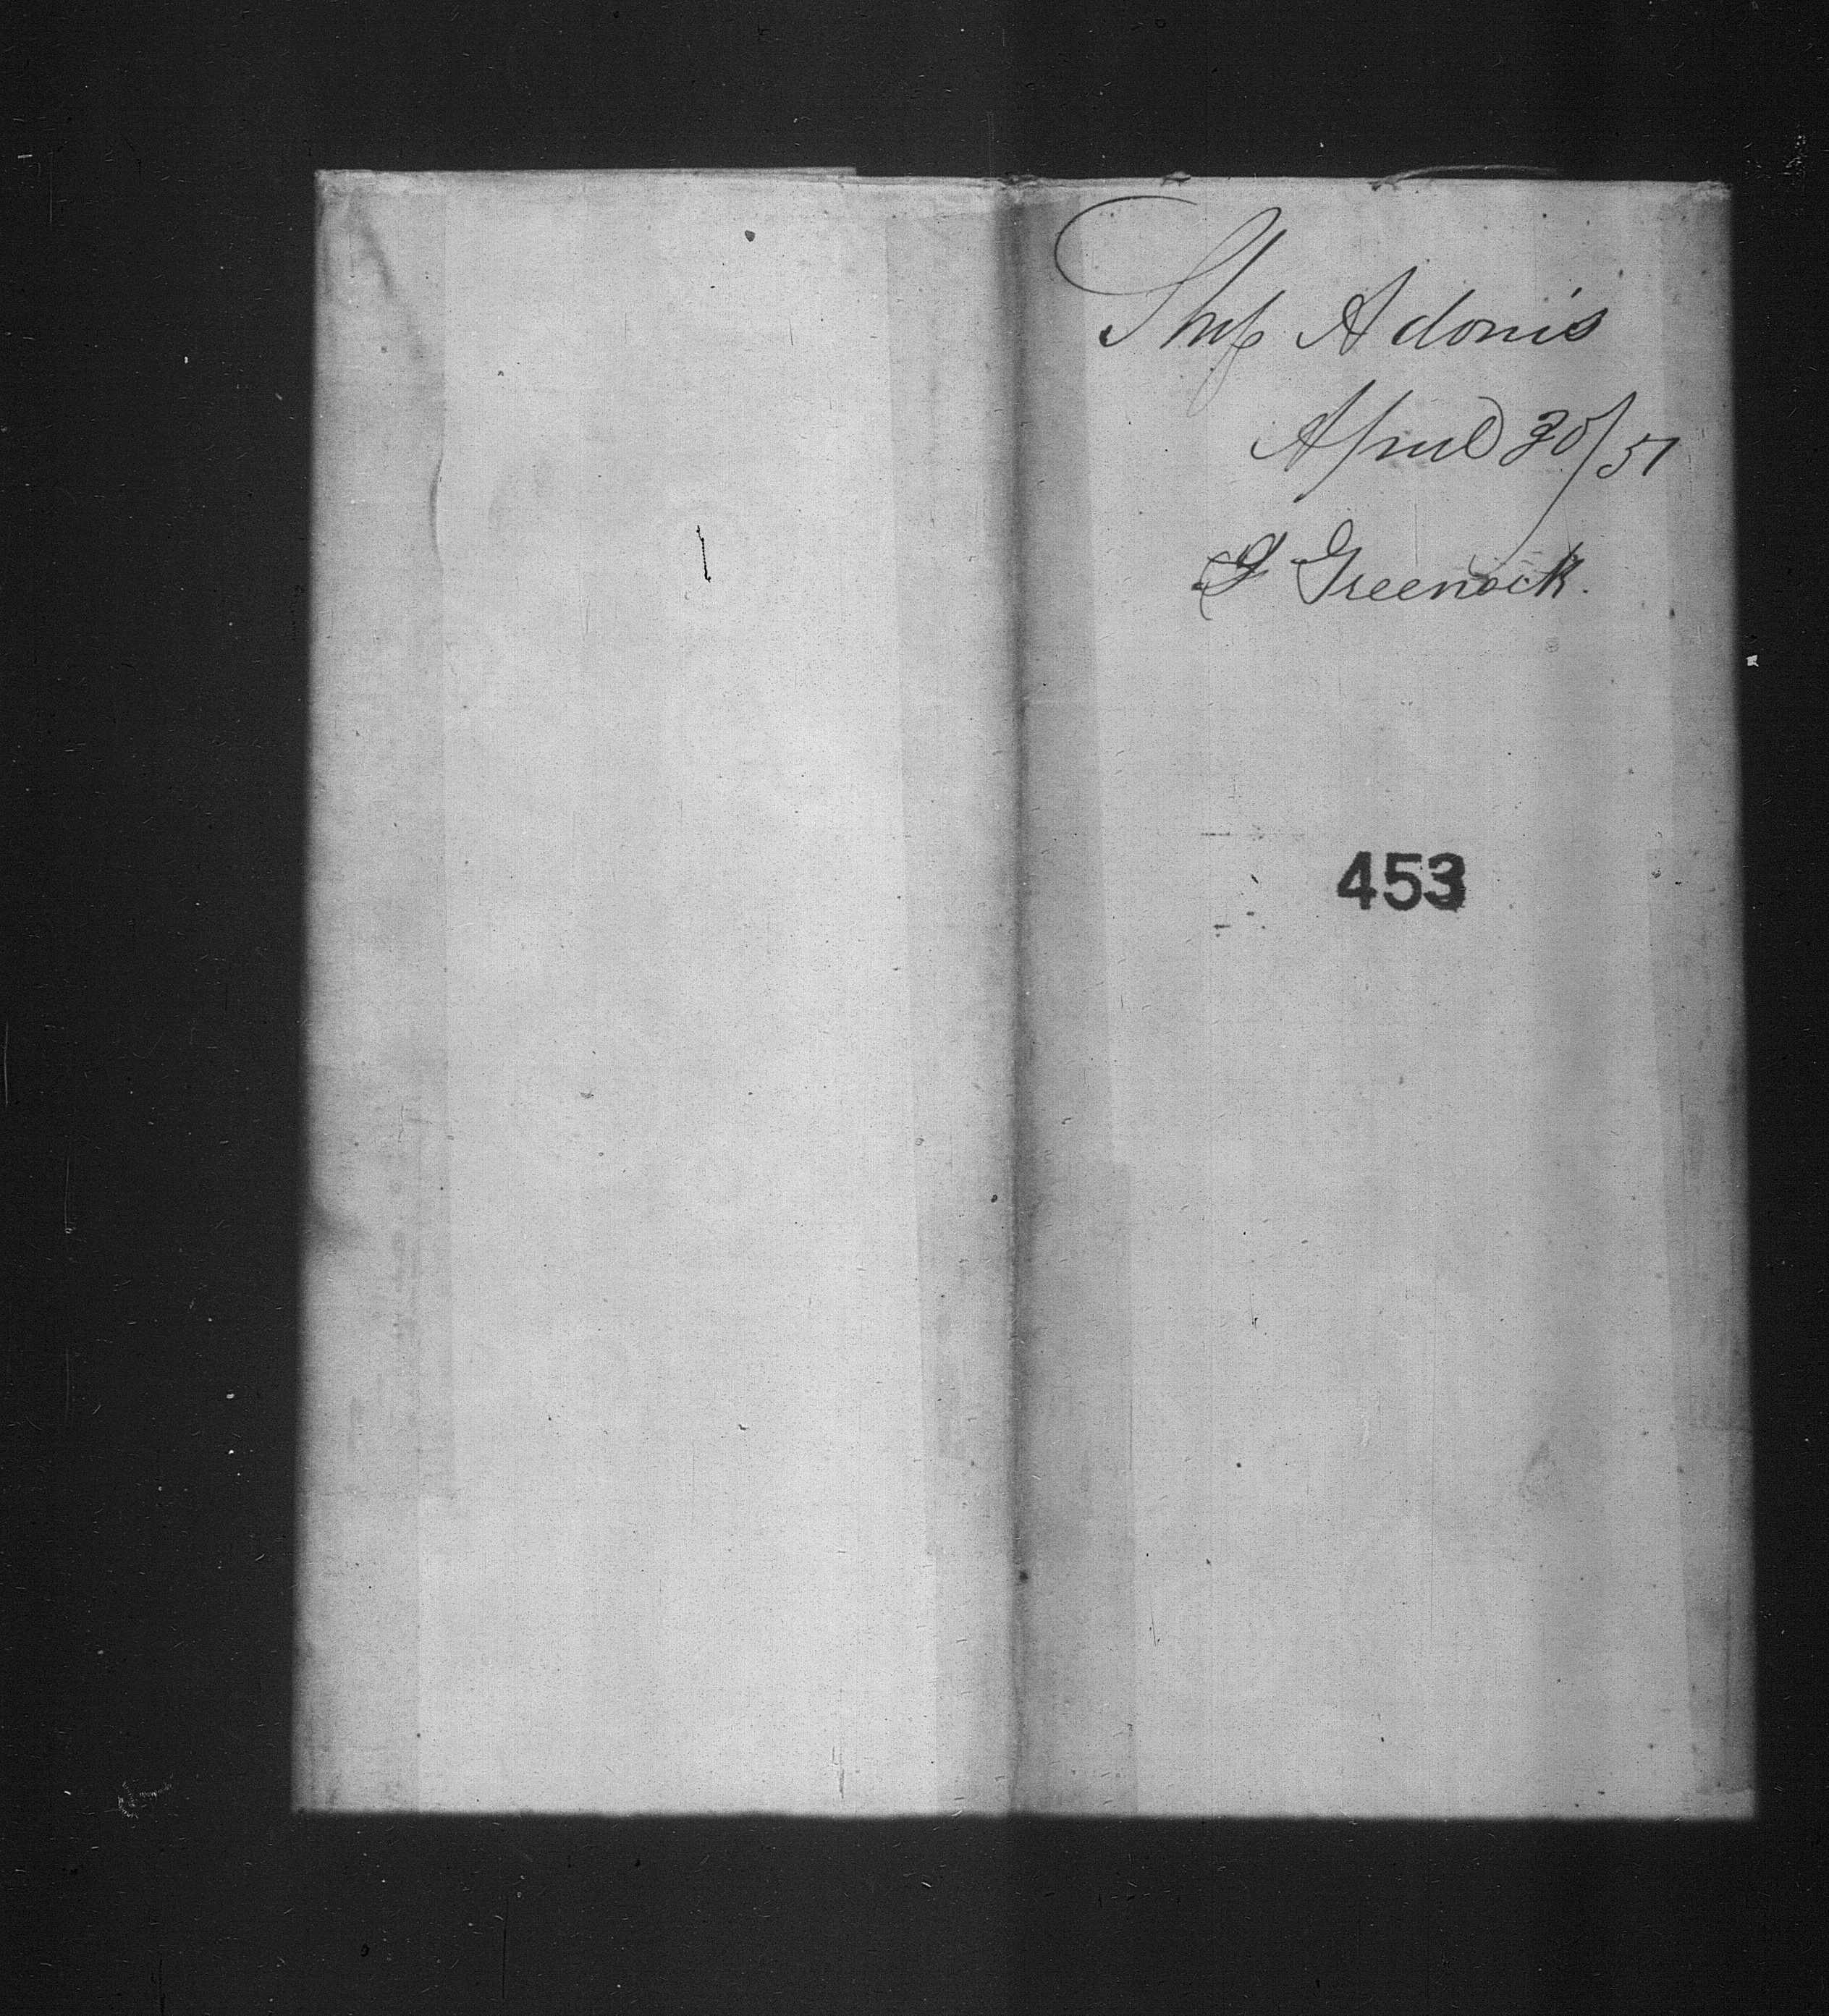 Ship Adonis
April 30/51
Greenock.
453